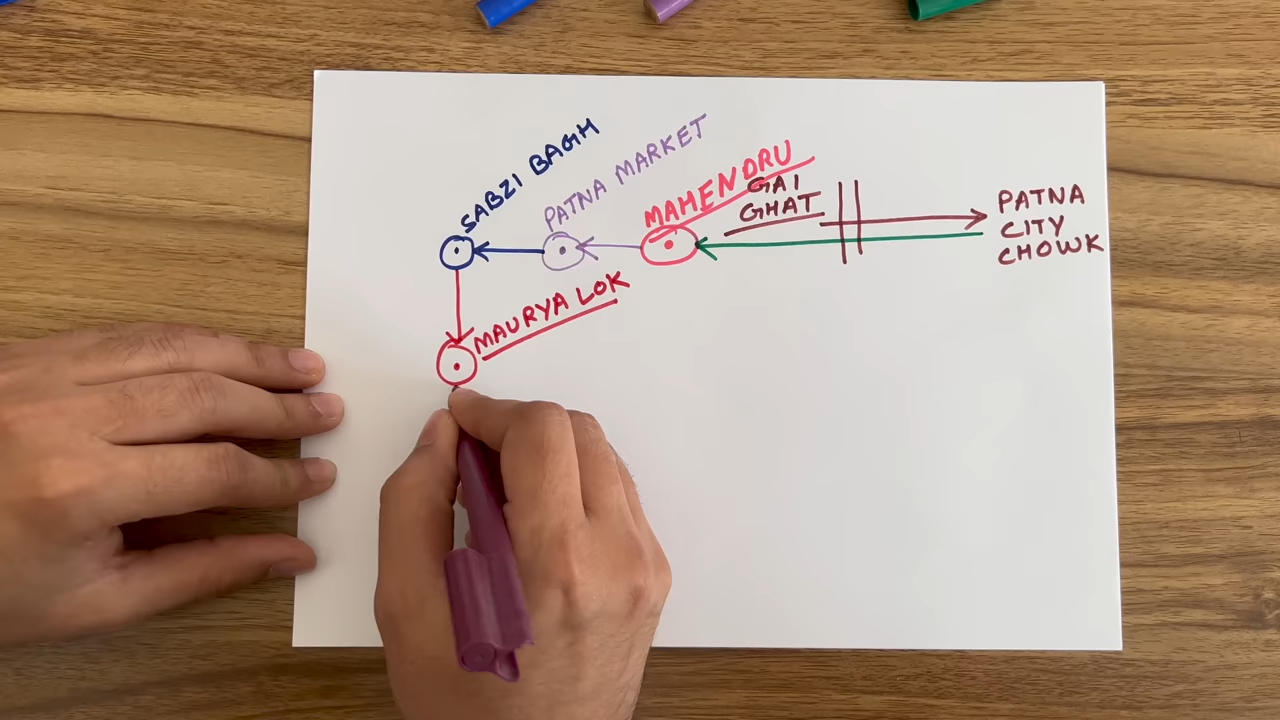 SABZI BAGH
PATNA MARKET
MAHENDRU
GAI
GHAT
PATNA
CITY
CHOWK
MAURYA LOK